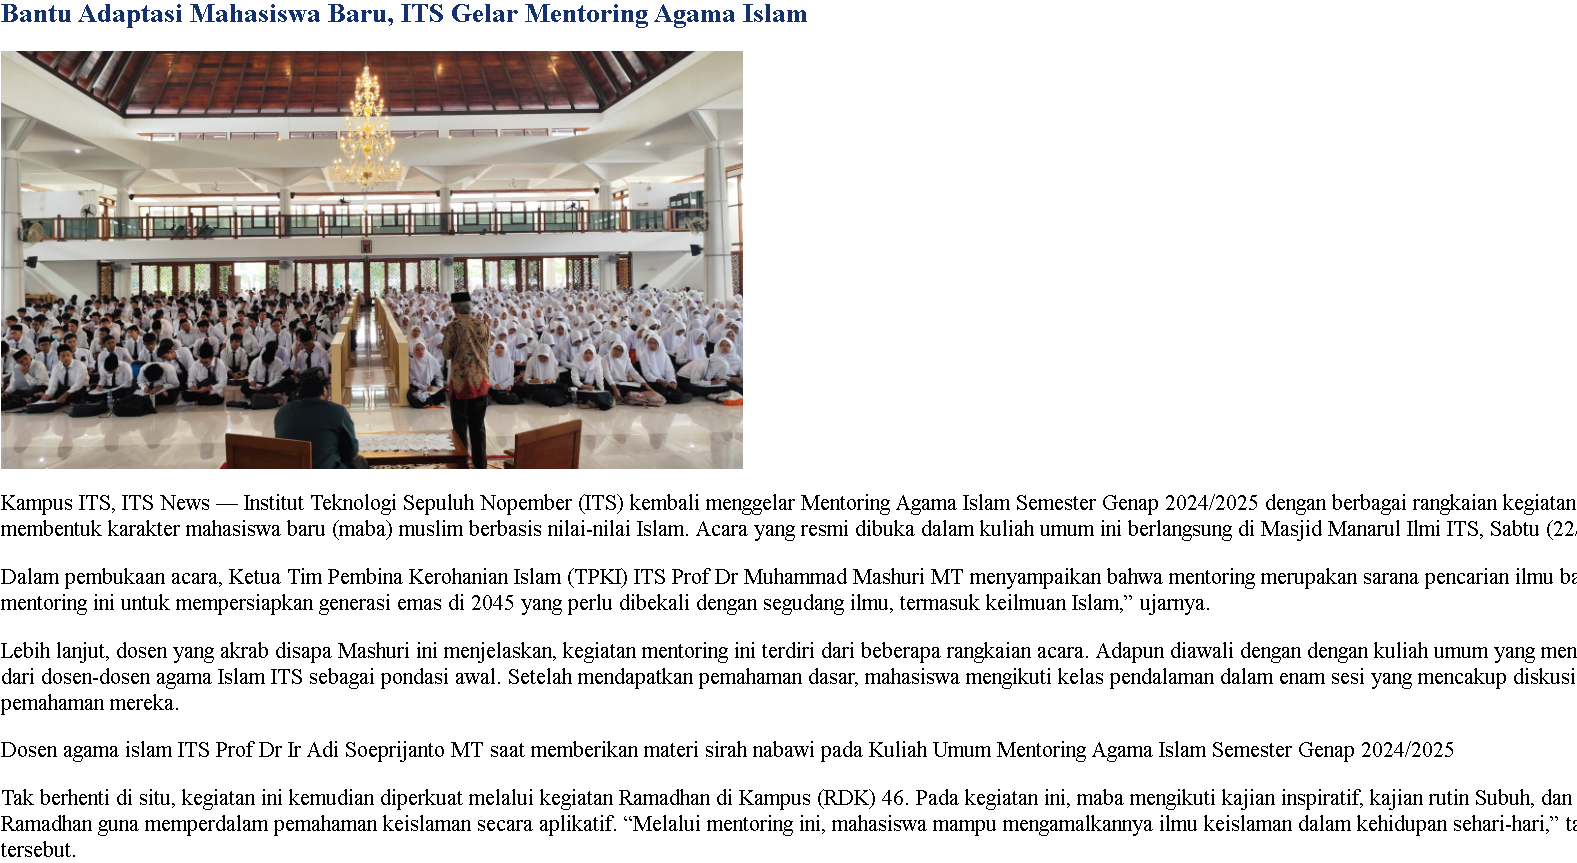 Bantu Adaptasi Mahasiswa Baru, ITS Gelar Mentoring Agama Islam
Kampus ITS, ITS News — Institut Teknologi Sepuluh Nopember (ITS) kembali menggelar Mentoring Agama Islam Semester Genap 2024/2025 dengan berbagai rangkaian kegiatan
membentuk karakter mahasiswa baru (maba) muslim berbasis nilai-nilai Islam. Acara yang resmi dibuka dalam kuliah umum ini berlangsung di Masjid Manarul Ilmi ITS, Sabtu (22/
Dalam pembukaan acara, Ketua Tim Pembina Kerohanian Islam (TPKI) ITS Prof Dr Muhammad Mashuri MT menyampaikan bahwa mentoring merupakan sarana pencarian ilmu ba
mentoring ini untuk mempersiapkan generasi emas di 2045 yang perlu dibekali dengan segudang ilmu, termasuk keilmuan Islam,” ujarnya.
Lebih lanjut, dosen yang akrab disapa Mashuri ini menjelaskan, kegiatan mentoring ini terdiri dari beberapa rangkaian acara. Adapun diawali dengan dengan kuliah umum yang men
dari dosen-dosen agama Islam ITS sebagai pondasi awal. Setelah mendapatkan pemahaman dasar, mahasiswa mengikuti kelas pendalaman dalam enam sesi yang mencakup diskusi
pemahaman mereka.
Dosen agama islam ITS Prof Dr Ir Adi Soeprijanto MT saat memberikan materi sirah nabawi pada Kuliah Umum Mentoring Agama Islam Semester Genap 2024/2025
Tak berhenti di situ, kegiatan ini kemudian diperkuat melalui kegiatan Ramadhan di Kampus (RDK) 46. Pada kegiatan ini, maba mengikuti kajian inspiratif, kajian rutin Subuh, dan
Ramadhan guna memperdalam pemahaman keislaman secara aplikatif. “Melalui mentoring ini, mahasiswa mampu mengamalkannya ilmu keislaman dalam kehidupan sehari-hari,” ta
tersebut.